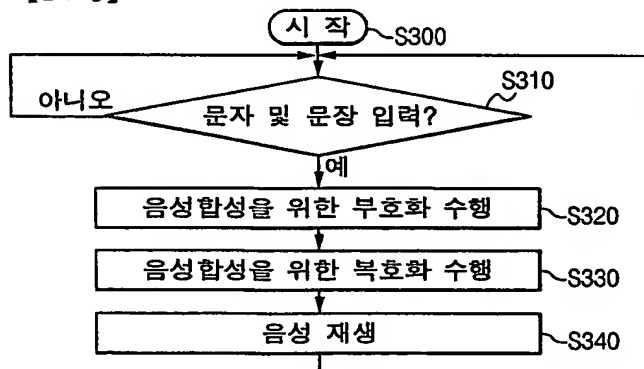 시 작
S300
S310
아니오
문자 및 문장 입력?
예
음성합성을 위한 부호화 수행
S320
음성합성을 위한 복호화 수행
S330
음성 재생
S340